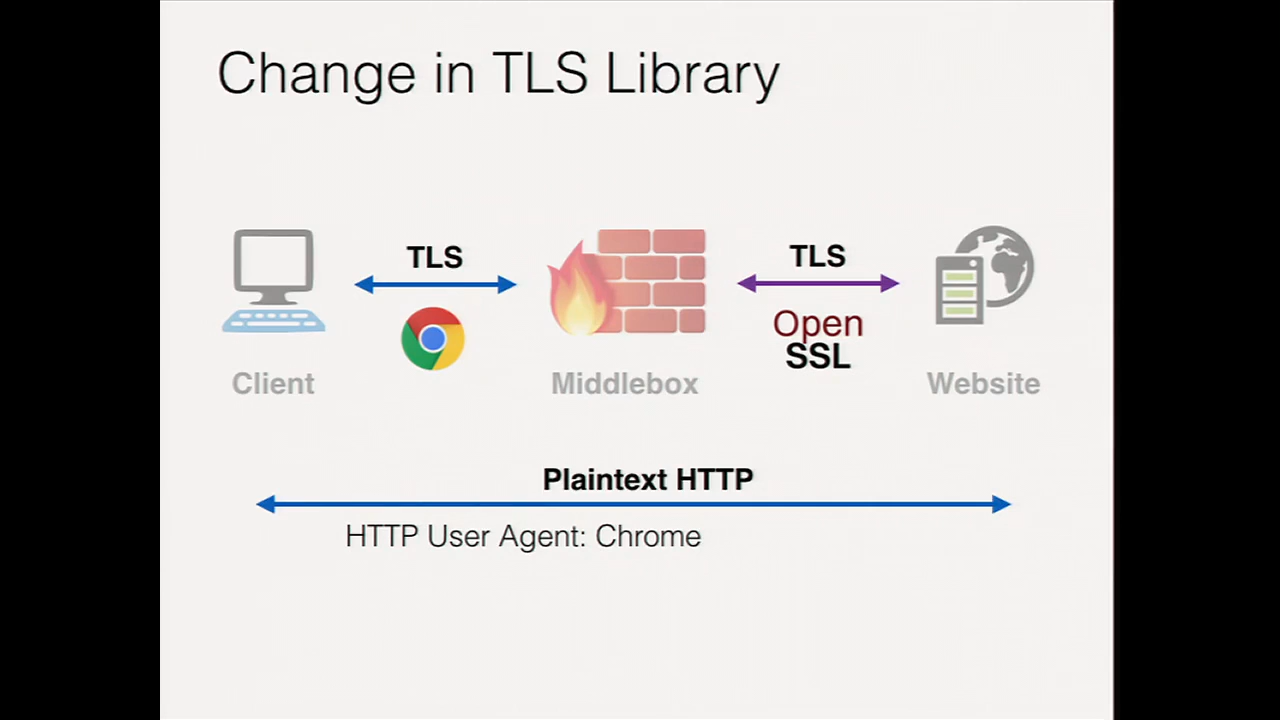 Change in TLS Library
TLS
TLS
Open
SSL
Client
Middlebox
Website
Plaintext HTTP
HTTP User Agent: Chrome